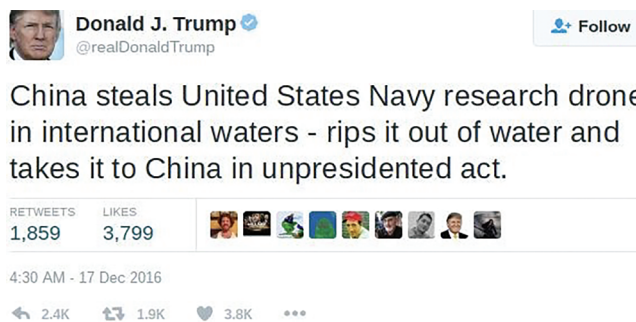 Donald J. Trump
@realDonaldTrump
Follow
China steals United States Navy research drone
in international waters - rips it out of water and
takes it to China in unpresidented act.
RETWEETS LIKES
1,859 3,799
4:30 AM - 17 Dec 2016
2.4K 1.9K 3.8K